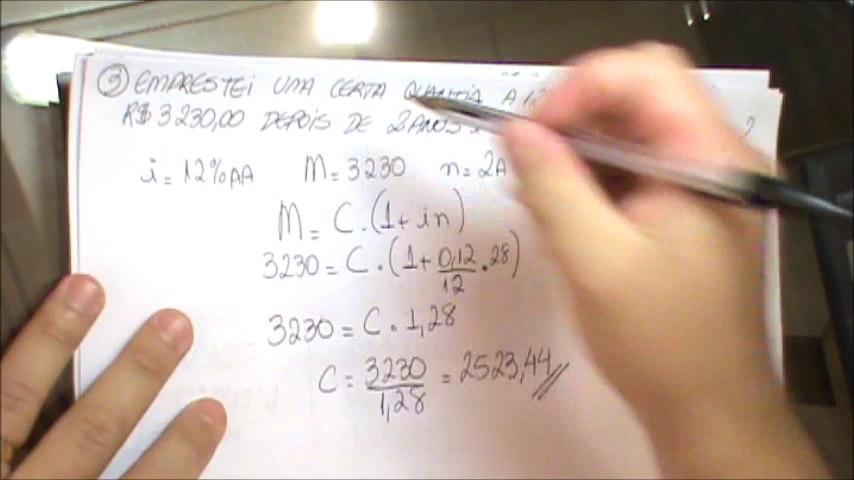 ③ EMPRESTEI UMA CERTA QUANTIA A
R$3230,00 DEPOIS DE 2 ANOS
i=12%AA M=3230 n=2A
M=C.(1+in)
3230=C.(1+0,12/12.28)
3230=C.1,28
C=3230/1,28=2523,44//